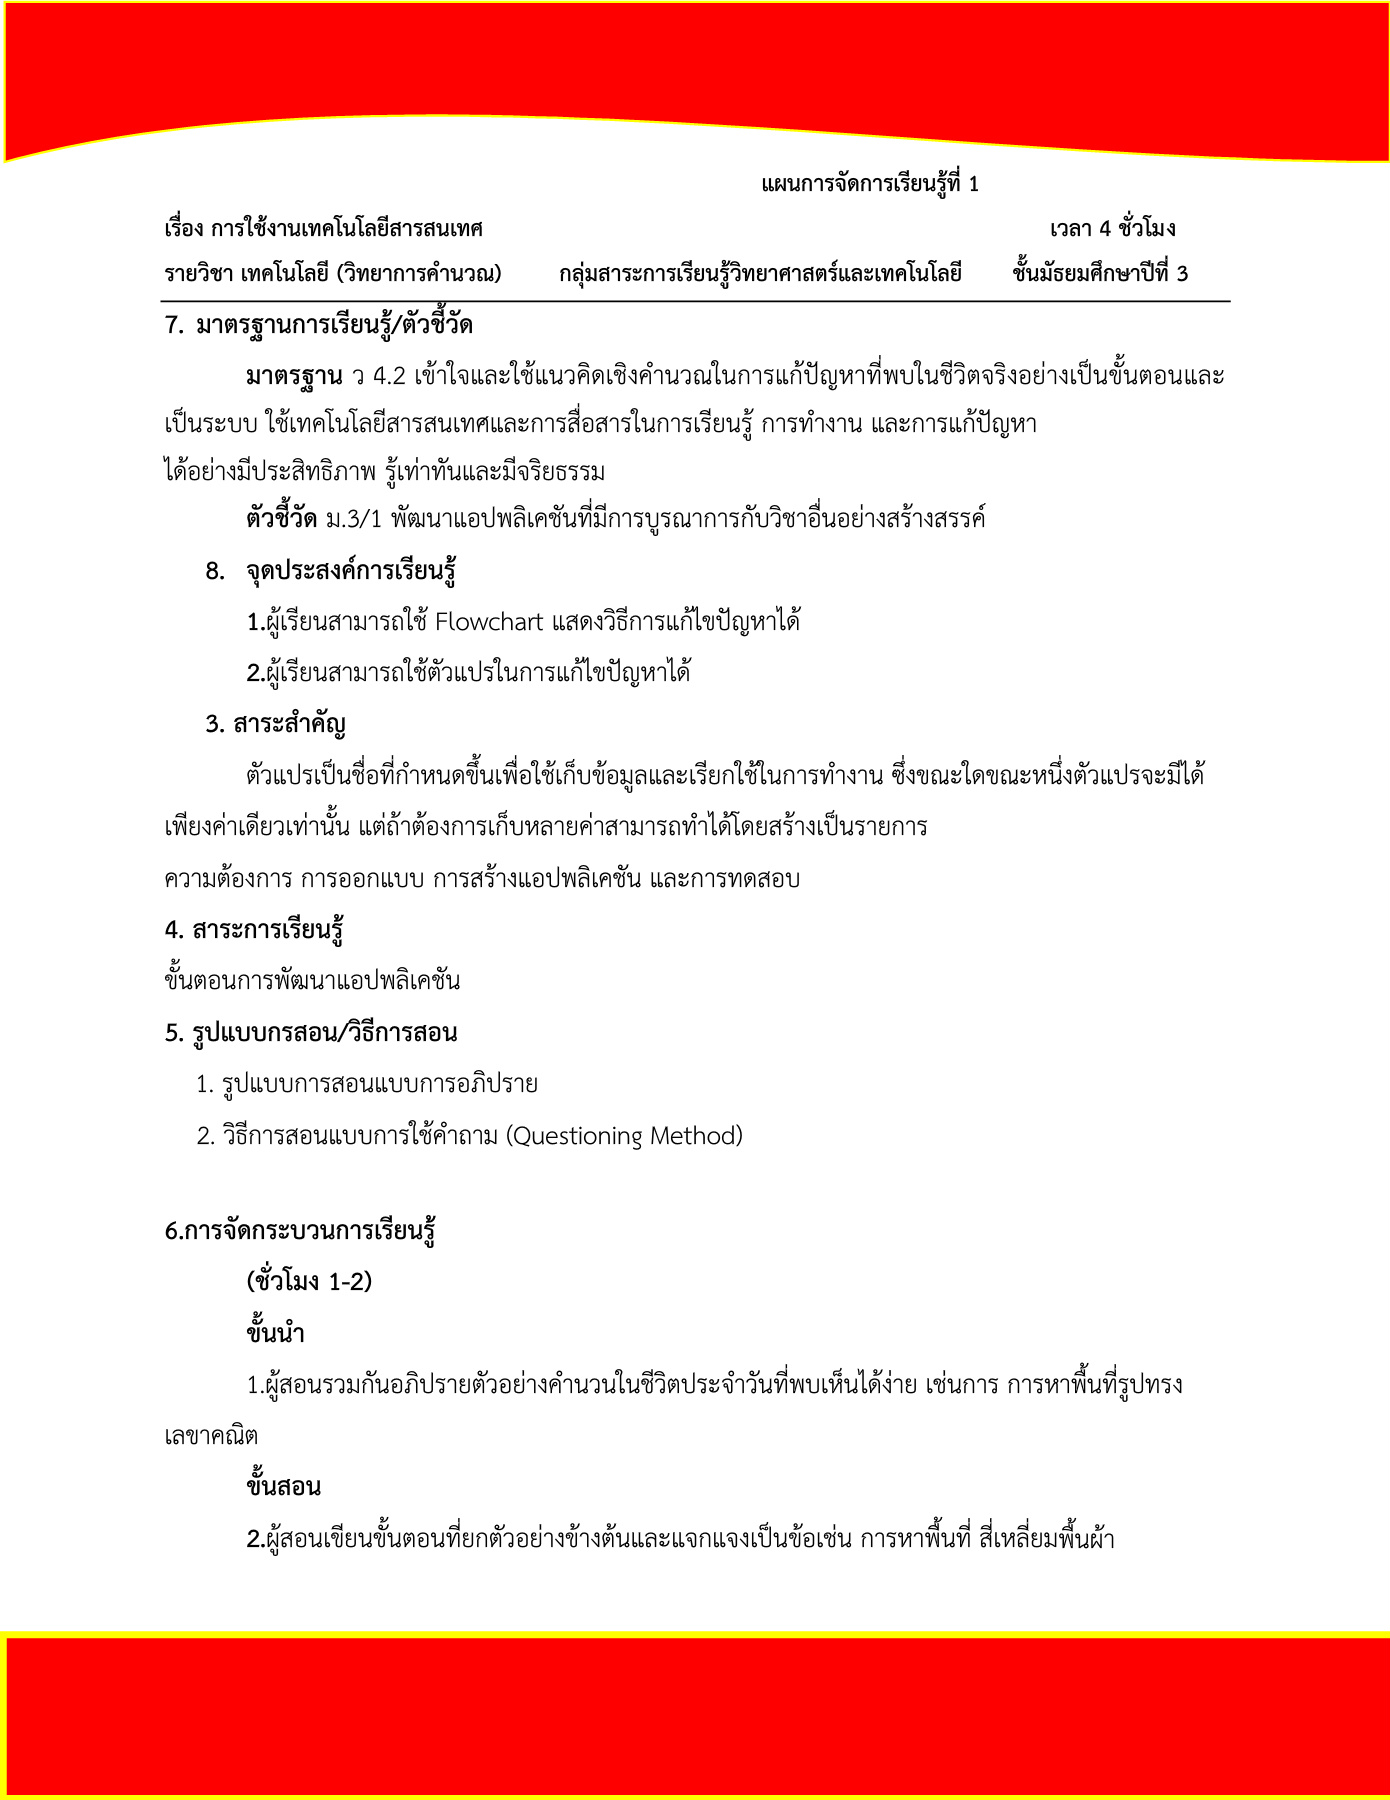 แผนการจัดการเรียนรู้ที่ 1
เรื่อง การใช้งานเทคโนโลยีสารสนเทศ เวลา 4 ชั่วโมง
รายวิชา เทคโนโลยี (วิทยาการคำนวณ) กลุ่มสาระการเรียนรู้วิทยาศาสตร์และเทคโนโลยี ชั้นมัธยมศึกษาปีที่ 3
7. มาตรฐานการเรียนรู้/ตัวชี้วัด
มาตรฐาน ว 4.2 เข้าใจและใช้แนวคิดเชิงคำนวณในการแก้ปัญหาที่พบในชีวิตจริงอย่างเป็นขั้นตอนและ
เป็นระบบ ใช้เทคโนโลยีสารสนเทศและการสื่อสารในการเรียนรู้ การทำงาน และการแก้ปัญหา
ได้อย่างมีประสิทธิภาพ รู้เท่าทันและมีจริยธรรม
ตัวชี้วัด ม.3/1 พัฒนาแอปพลิเคชันที่มีการบูรณาการกับวิชาอื่นอย่างสร้างสรรค์
8. จุดประสงค์การเรียนรู้
1.ผู้เรียนสามารถใช้ Flowchart แสดงวิธีการแก้ไขปัญหาได้
2.ผู้เรียนสามารถใช้ตัวแปรในการแก้ไขปัญหาได้
3. สาระสำคัญ
ตัวแปรเป็นชื่อที่กำหนดขึ้นเพื่อใช้เก็บข้อมูลและเรียกใช้ในการทำงาน ซึ่งขณะใดขณะหนึ่งตัวแปรจะมีได้
เพียงค่าเดียวเท่านั้น แต่ถ้าต้องการเก็บหลายค่าสามารถทำได้โดยสร้างเป็นรายการ
ความต้องการ การออกแบบ การสร้างแอปพลิเคชัน และการทดสอบ
4. สาระการเรียนรู้
ขั้นตอนการพัฒนาแอปพลิเคชัน
5. รูปแบบกรสอน/วิธีการสอน
1. รูปแบบการสอนแบบการอภิปราย
2. วิธีการสอนแบบการใช้คำถาม (Questioning Method)
6.การจัดกระบวนการเรียนรู้
(ชั่วโมง 1-2)
ขั้นนำ
1.ผู้สอนรวมกันอภิปรายตัวอย่างคำนวนในชีวิตประจำวันที่พบเห็นได้ง่าย เช่นการ การหาพื้นที่รูปทรง
เลขาคณิต
ขั้นสอน
2.ผู้สอนเขียนขั้นตอนที่ยกตัวอย่างข้างต้นและแจกแจงเป็นข้อเช่น การหาพื้นที่ สี่เหลี่ยมพื้นผ้า